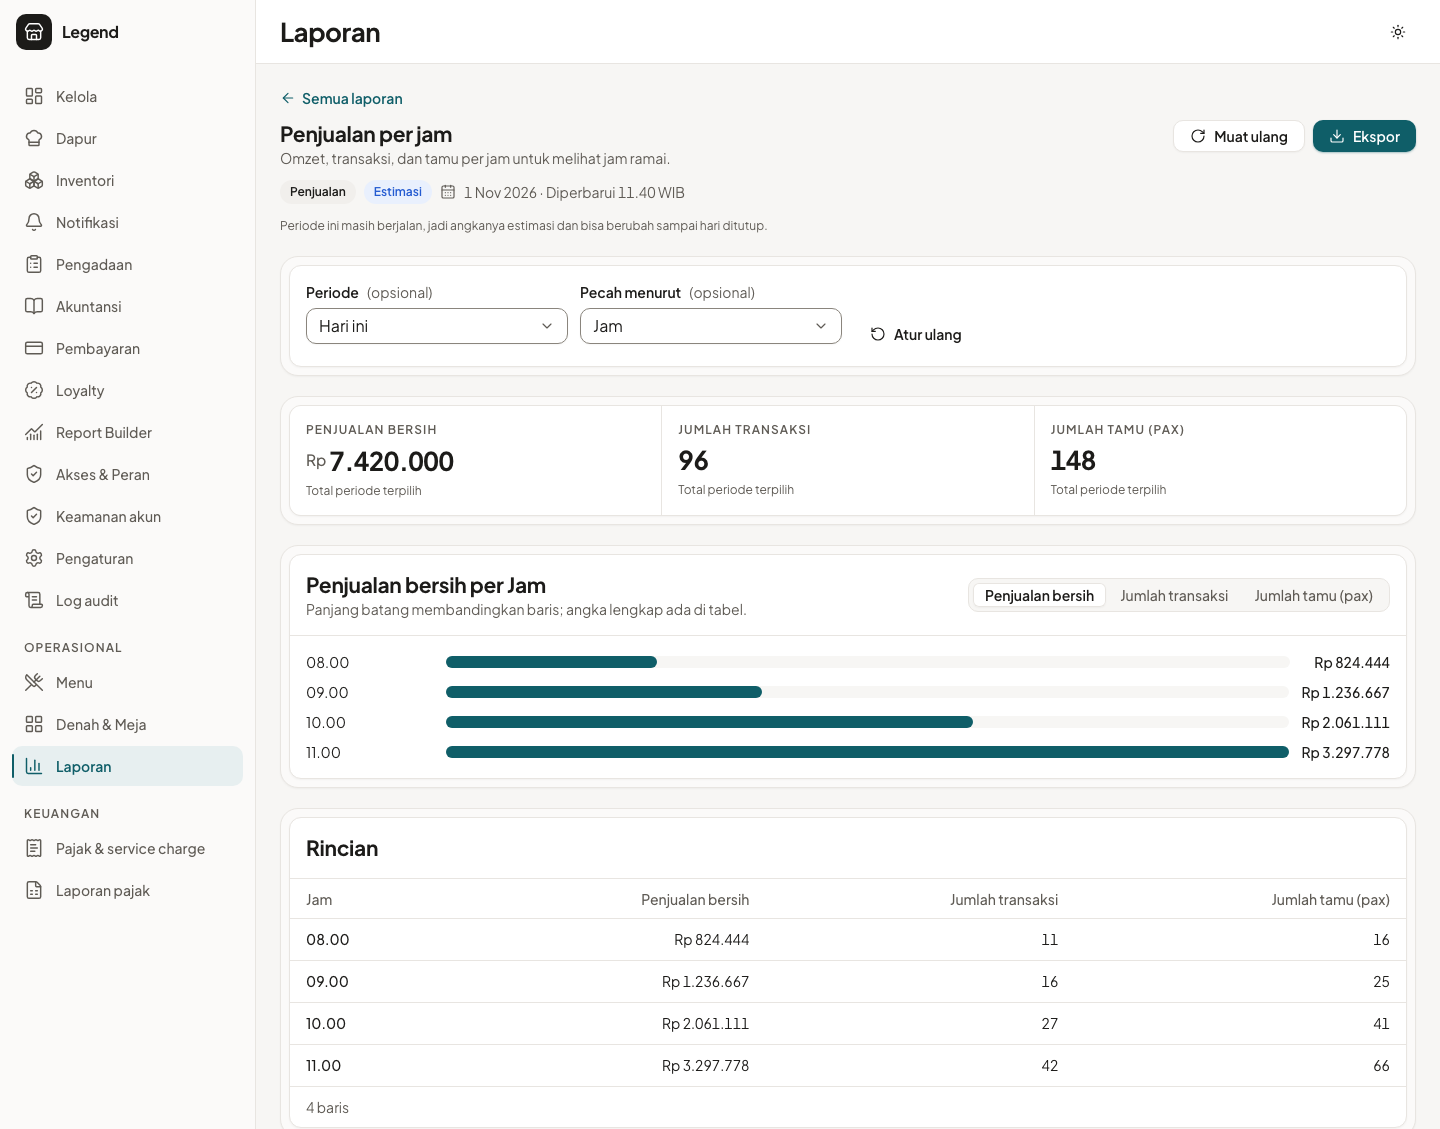 Legend
Kelola
Dapur
Inventori
Notifikasi
Pengadaan
Akuntansi
Pembayaran
Loyalty
Report Builder
Akses & Peran
Keamanan akun
Pengaturan
Log audit
OPERASIONAL
Menu
Denah & Meja
Laporan
KEUANGAN
Pajak & service charge
Laporan pajak
Laporan
Semua laporan
Penjualan per jam
Omzet, transaksi, dan tamu per jam untuk melihat jam ramai.
Muat ulang
Ekspor
Penjualan Estimasi 1 Nov 2026 · Diperbarui 11.40 WIB
Periode ini masih berjalan, jadi angkanya estimasi dan bisa berubah sampai hari ditutup.
Periode (opsional) Pecah menurut (opsional)
Hari ini Jam Atur ulang
PENJUALAN BERSIH JUMLAH TRANSAKSI JUMLAH TAMU (PAX)
Rp 7.420.000 96 148
Total periode terpilih Total periode terpilih Total periode terpilih
Penjualan bersih per Jam
Panjang batang membandingkan baris; angka lengkap ada di tabel.
Penjualan bersih Jumlah transaksi Jumlah tamu (pax)
08.00 Rp 824.444
09.00 Rp 1.236.667
10.00 Rp 2.061.111
11.00 Rp 3.297.778
Rincian
Jam Penjualan bersih Jumlah transaksi Jumlah tamu (pax)
08.00 Rp 824.444 11 16
09.00 Rp 1.236.667 16 25
10.00 Rp 2.061.111 27 41
11.00 Rp 3.297.778 42 66
4 baris